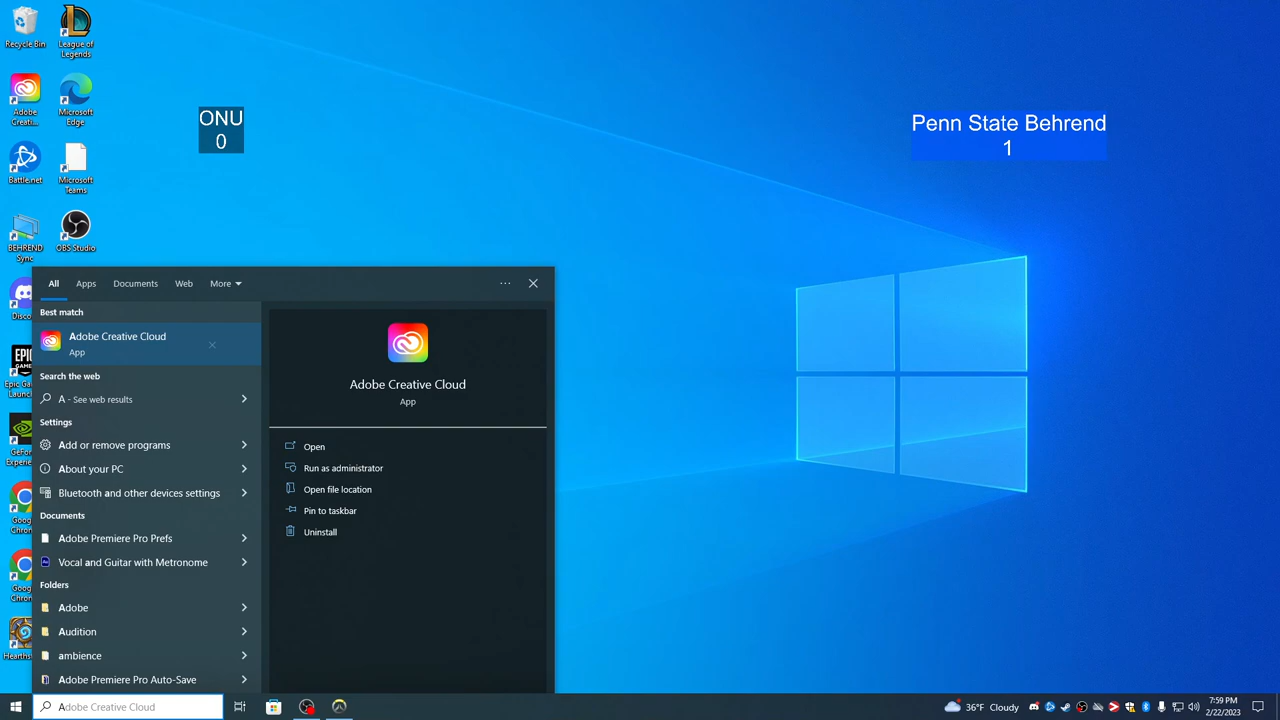 Recycle Bin
League of
Legends
Adobe
Creati...
Microsoft
Edge
Battle.net
Microsoft
Teams
BEHREND
Sync
OBS Studio
ONU
0
Penn State Behrend
1
All
Apps
Documents
Web
More
Best match
Adobe Creative Cloud
App
Search the web
A - See web results
Settings
Add or remove programs
About your PC
Bluetooth and other devices settings
Documents
Adobe Premiere Pro Prefs
Vocal and Guitar with Metronome
Folders
Adobe
Audition
ambience
Adobe Premiere Pro Auto-Save
Adobe Creative Cloud
App
Open
Run as administrator
Open file location
Pin to taskbar
Uninstall
Adobe Creative Cloud
36°F Cloudy
7:59 PM
2/22/2023